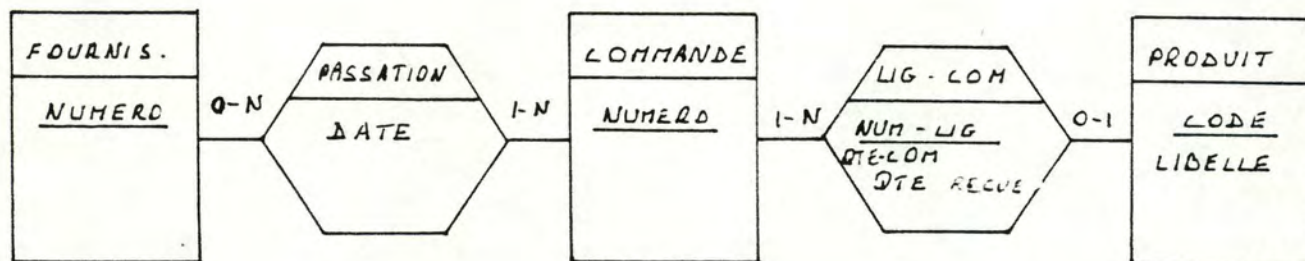 FOURNIS.
NUMERO
0-N
PASSATION
DATE
1-N
COMMANDE
NUMERO
1-N
LIG-COM
NUM-LIG
QTE-COM
QTE RECUE
0-1
PRODUIT
CODE
LIBELLE